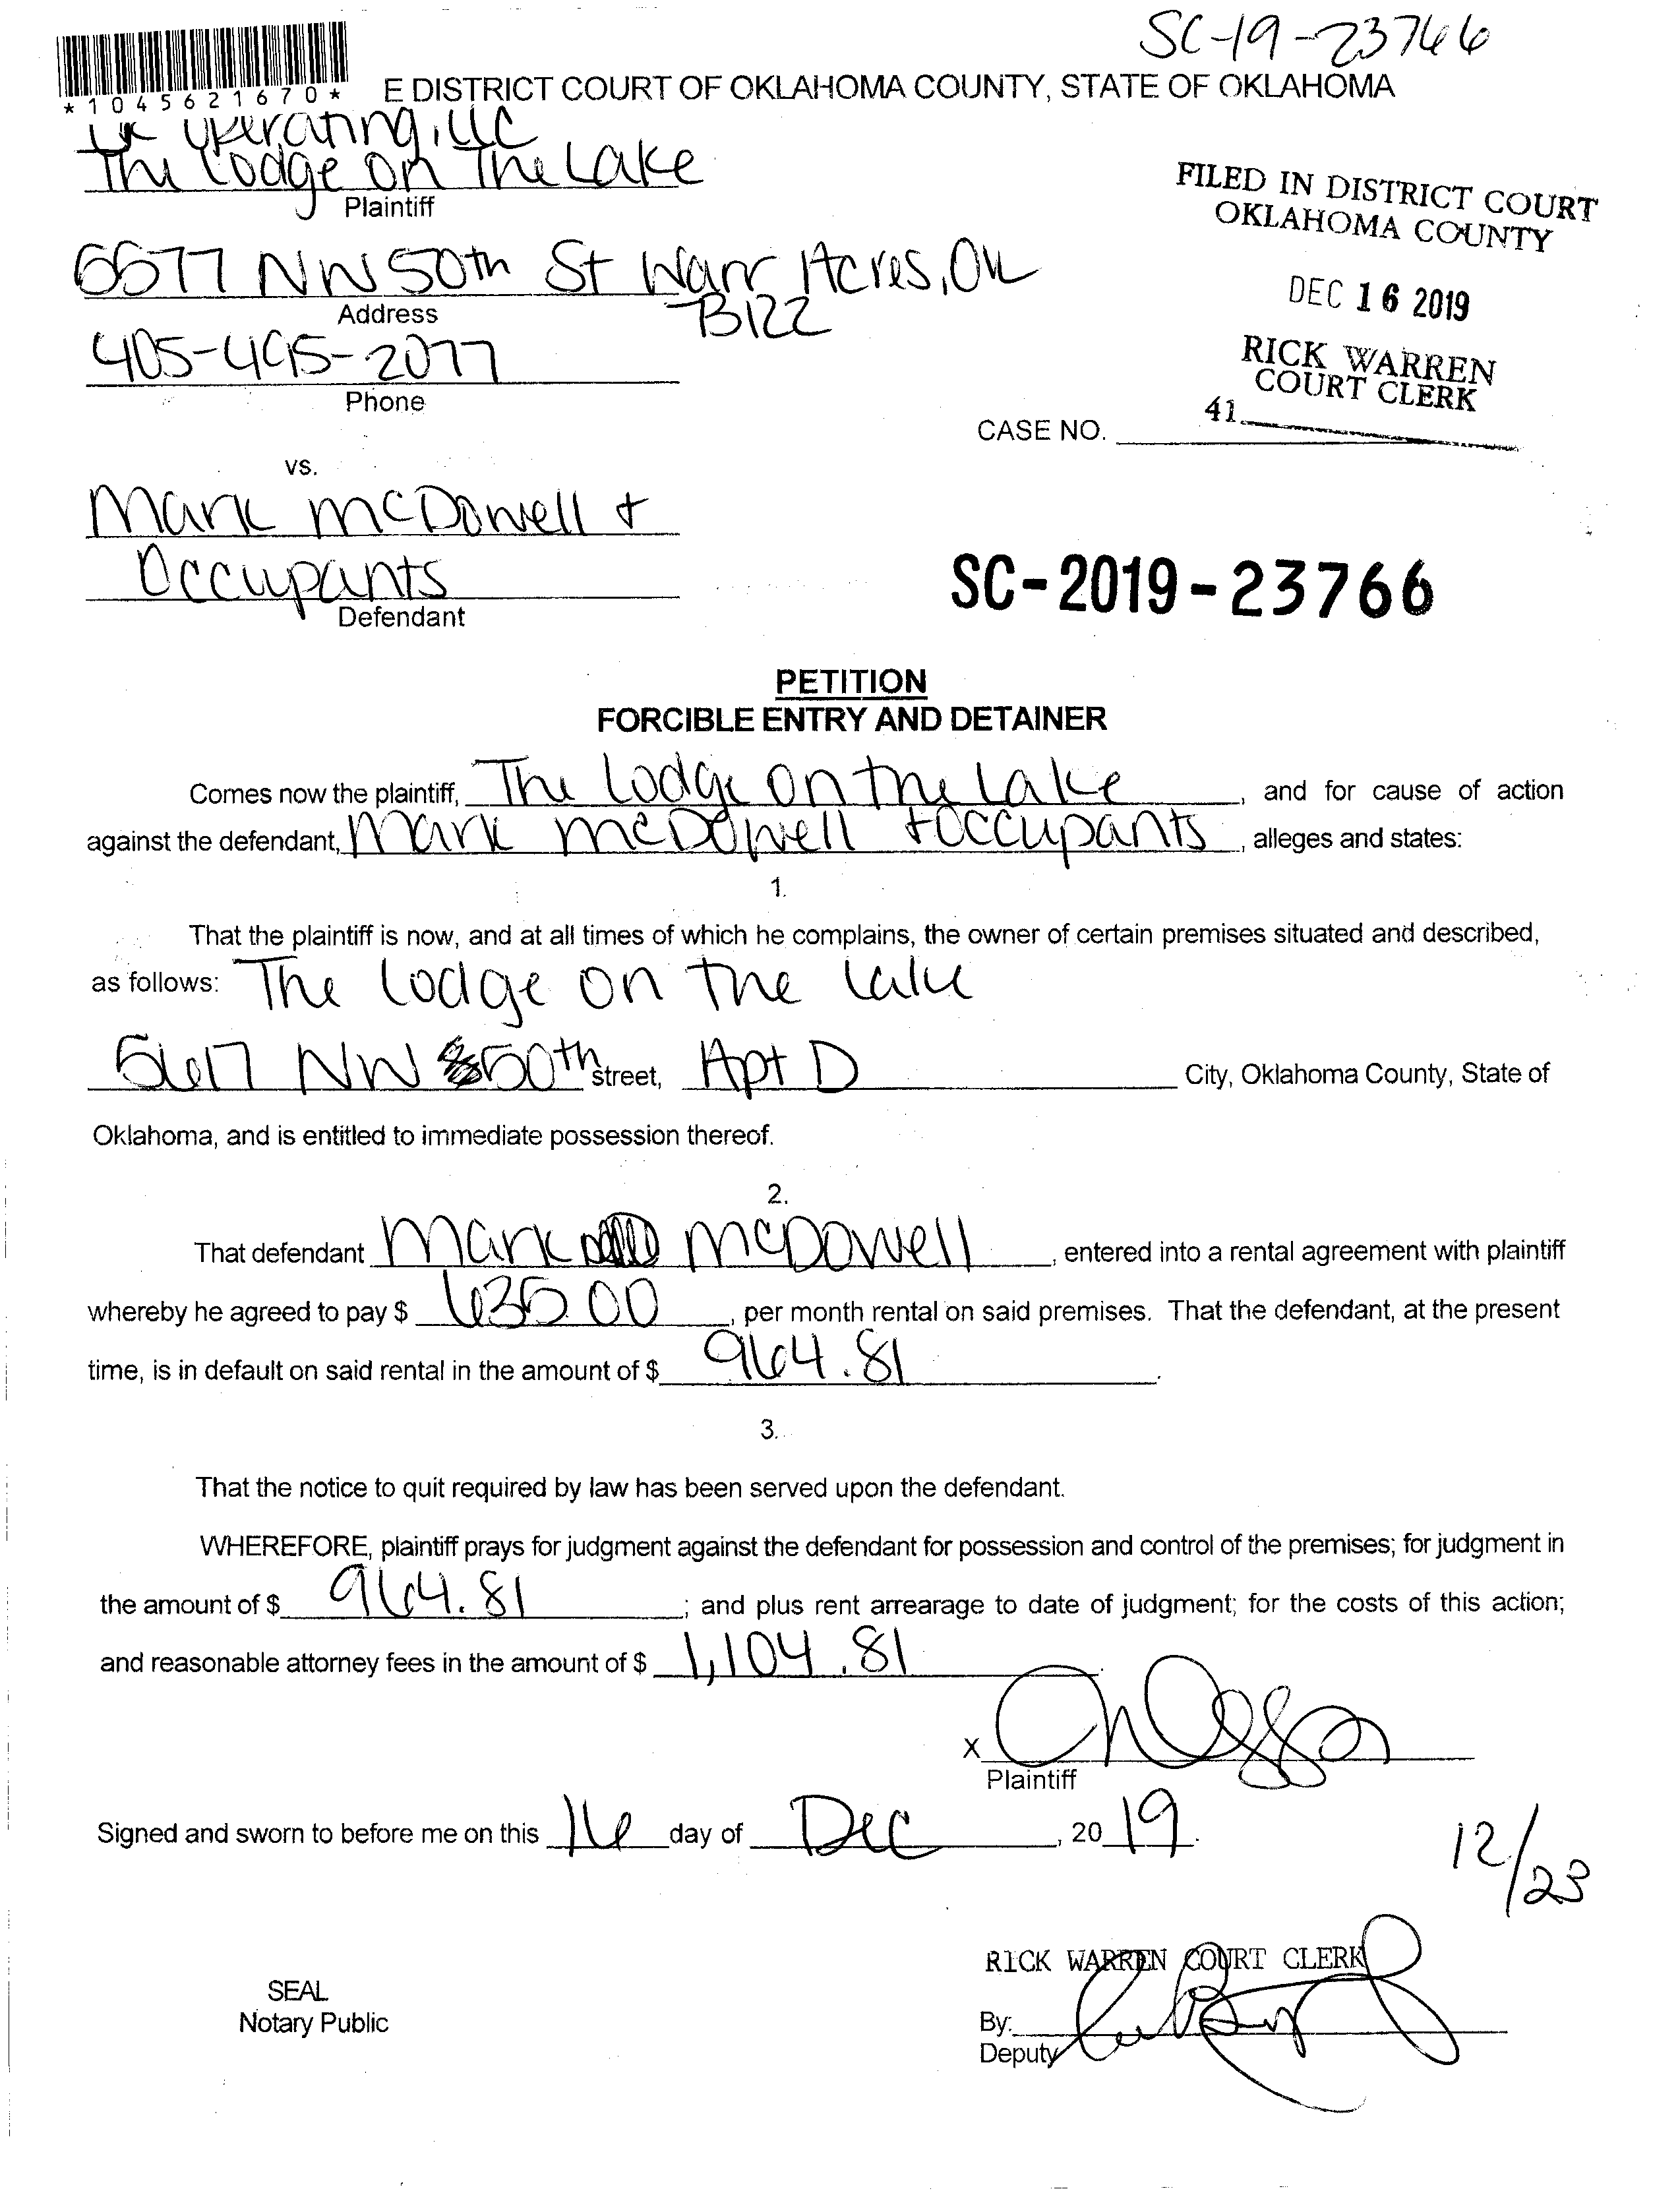 SC-19-23766
*1045621670*
E DISTRICT COURT OF OKLAHOMA COUNTY, STATE OF OKLAHOMA
Operating, LLC
The Lodge on The Lake
Plaintiff
FILED IN DISTRICT COURT
OKLAHOMA COUNTY
DEC 16 2019
RICK WARREN
COURT CLERK
41
NW 50th St Warr Acres, OK
Address
73122
405-495-2077
Phone
CASE NO.
vs.
Mark McDowell +
Occupants
Defendant
SC-2019-23766
PETITION
FORCIBLE ENTRY AND DETAINER
Comes now the plaintiff, The Lodge on the Lake, and for cause of action
against the defendant, Mark McDowell + Occupants, alleges and states:
1.
That the plaintiff is now, and at all times of which he complains, the owner of certain premises situated and described,
as follows: The Lodge on the Lake
5617 NW 50th street, Apt D City, Oklahoma County, State of
Oklahoma, and is entitled to immediate possession thereof.
2.
That defendant Mark McDowell, entered into a rental agreement with plaintiff
whereby he agreed to pay $ 635.00, per month rental on said premises. That the defendant, at the present
time, is in default on said rental in the amount of $ 964.81.
3.
That the notice to quit required by law has been served upon the defendant.
WHEREFORE, plaintiff prays for judgment against the defendant for possession and control of the premises; for judgment in
the amount of $ 964.81; and plus rent arrearage to date of judgment; for the costs of this action;
and reasonable attorney fees in the amount of $ 1,104.81.
X
Plaintiff
Signed and sworn to before me on this 16 day of Dec, 2019.
12/23
RICK WARREN COURT CLERK
SEAL
Notary Public
By:
Deputy